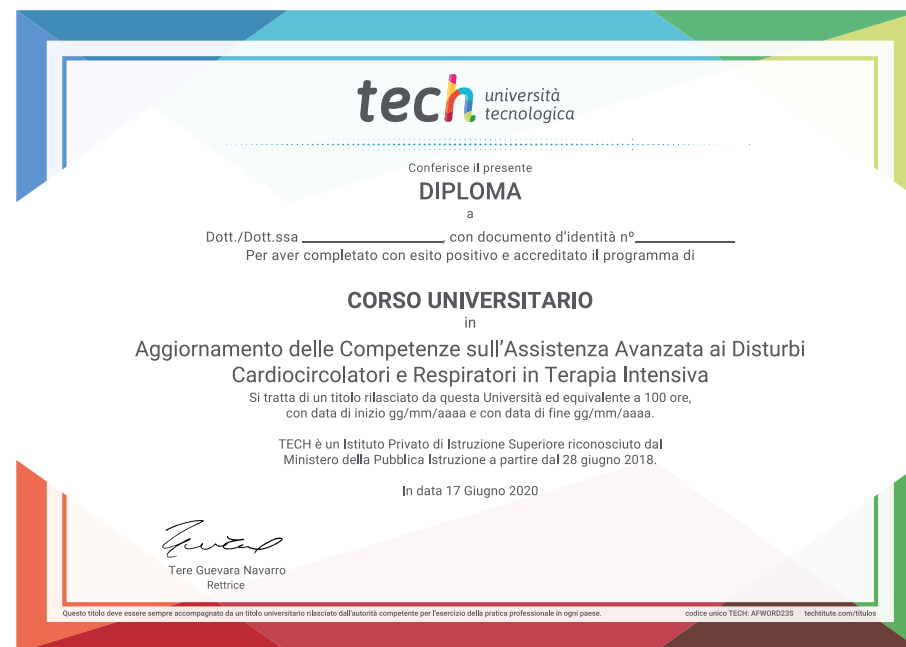 tech università
tecnologica
Conferisce il presente
DIPLOMA
a
Dott./Dott.ssa ____________________, con documento d'identità nº______________
Per aver completato con esito positivo e accreditato il programma di
CORSO UNIVERSITARIO
in
Aggiornamento delle Competenze sull'Assistenza Avanzata ai Disturbi
Cardiocircolatori e Respiratori in Terapia Intensiva
Si tratta di un titolo rilasciato da questa Università ed equivalente a 100 ore,
con data di inizio gg/mm/aaaa e con data di fine gg/mm/aaaa.
TECH è un Istituto Privato di Istruzione Superiore riconosciuto dal
Ministero della Pubblica Istruzione a partire dal 28 giugno 2018.
In data 17 Giugno 2020
Tere Guevara Navarro
Rettrice
Questo titolo deve essere sempre accompagnato da un titolo universitario rilasciato dall'autorità competente per l'esercizio della pratica professionale in ogni paese. codice unico TECH: AFWORD23S techtitute.com/titulos